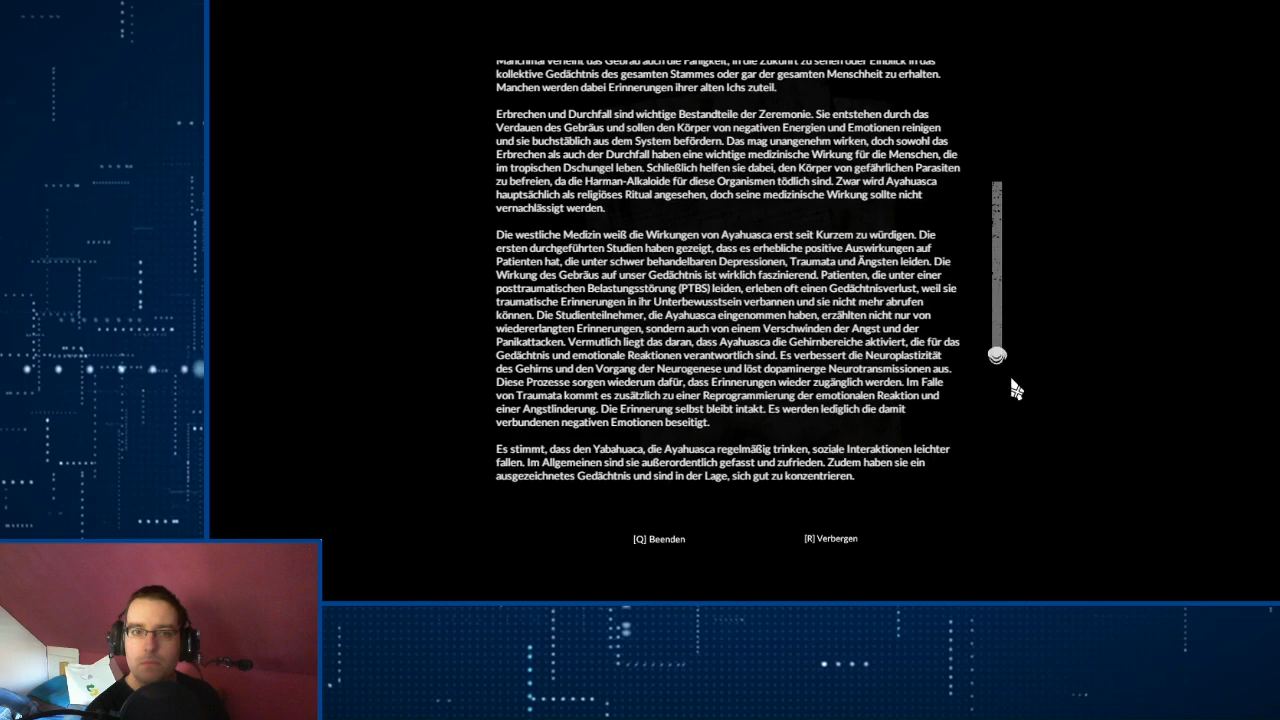 Manchmal verleiht das Gebräu auch die Fähigkeit, in die Zukunft zu sehen oder Einblick in das
kollektive Gedächtnis des gesamten Stammes oder gar der gesamten Menschheit zu erhalten.
Manchen werden dabei Erinnerungen ihrer alten Ichs zuteil.
Erbrechen und Durchfall sind wichtige Bestandteile der Zeremonie. Sie entstehen durch das
Verdauen des Gebräus und sollen den Körper von negativen Energien und Emotionen reinigen
und sie buchstäblich aus dem System befördern. Das mag unangenehm wirken, doch sowohl das
Erbrechen als auch der Durchfall haben eine wichtige medizinische Wirkung für die Menschen, die
im tropischen Dschungel leben. Schließlich helfen sie dabei, den Körper von gefährlichen Parasiten
zu befreien, da die Harman-Alkaloide für diese Organismen tödlich sind. Zwar wird Ayahuasca
hauptsächlich als religiöses Ritual angesehen, doch seine medizinische Wirkung sollte nicht
vernachlässigt werden.
Die westliche Medizin weiß die Wirkungen von Ayahuasca erst seit Kurzem zu würdigen. Die
ersten durchgeführten Studien haben gezeigt, dass es erhebliche positive Auswirkungen auf
Patienten hat, die unter schwer behandelbaren Depressionen, Traumata und Ängsten leiden. Die
Wirkung des Gebräus auf unser Gedächtnis ist wirklich faszinierend. Patienten, die unter einer
posttraumatischen Belastungsstörung (PTBS) leiden, erleben oft einen Gedächtnisverlust, weil sie
traumatische Erinnerungen in ihr Unterbewusstsein verbannen und sie nicht mehr abrufen
können. Die Studienteilnehmer, die Ayahuasca eingenommen haben, erzählten nicht nur von
wiedererlangten Erinnerungen, sondern auch von einem Verschwinden der Angst und der
Panikattacken. Vermutlich liegt das daran, dass Ayahuasca die Gehirnbereiche aktiviert, die für das
Gedächtnis und emotionale Reaktionen verantwortlich sind. Es verbessert die Neuroplastizität
des Gehirns und den Vorgang der Neurogenese und löst dopaminerge Neurotransmissionen aus.
Diese Prozesse sorgen wiederum dafür, dass Erinnerungen wieder zugänglich werden. Im Falle
von Traumata kommt es zusätzlich zu einer Reprogrammierung der emotionalen Reaktion und
einer Angstlinderung. Die Erinnerung selbst bleibt intakt. Es werden lediglich die damit
verbundenen negativen Emotionen beseitigt.
Es stimmt, dass den Yabahuaca, die Ayahuasca regelmäßig trinken, soziale Interaktionen leichter
fallen. Im Allgemeinen sind sie außerordentlich gefasst und zufrieden. Zudem haben sie ein
ausgezeichnetes Gedächtnis und sind in der Lage, sich gut zu konzentrieren.
[Q] Beenden [R] Verbergen